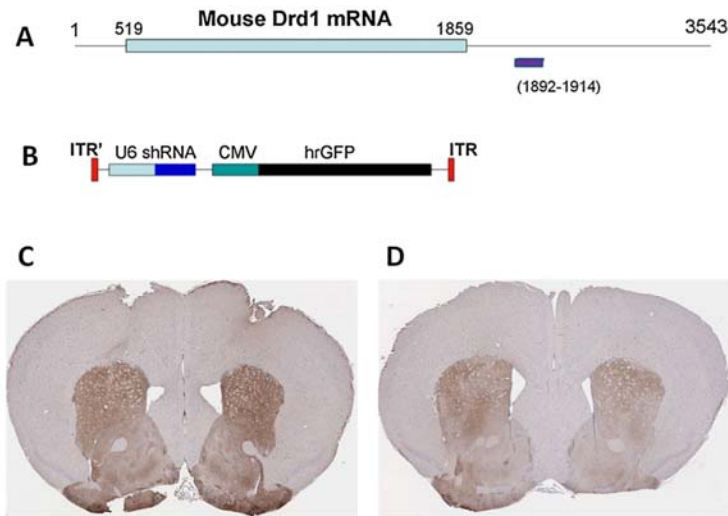 A
Mouse Drd1 mRNA
1 519 1859 3543
(1892-1914)
B
ITR' U6 shRNA CMV hrGFP ITR
C D